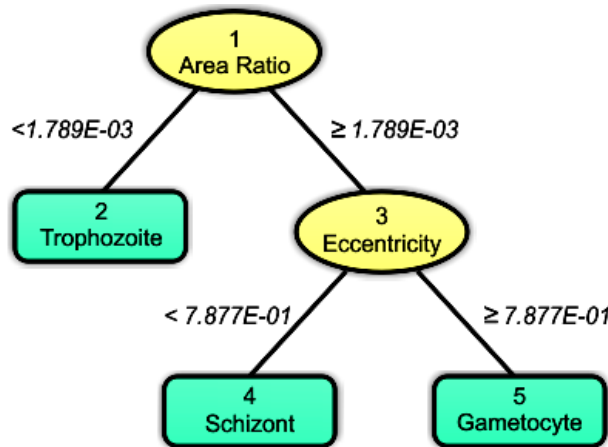 1
Area Ratio
<1.789E-03
≥ 1.789E-03
2
Trophozoite
3
Eccentricity
< 7.877E-01
≥ 7.877E-01
4
Schizont
5
Gametocyte